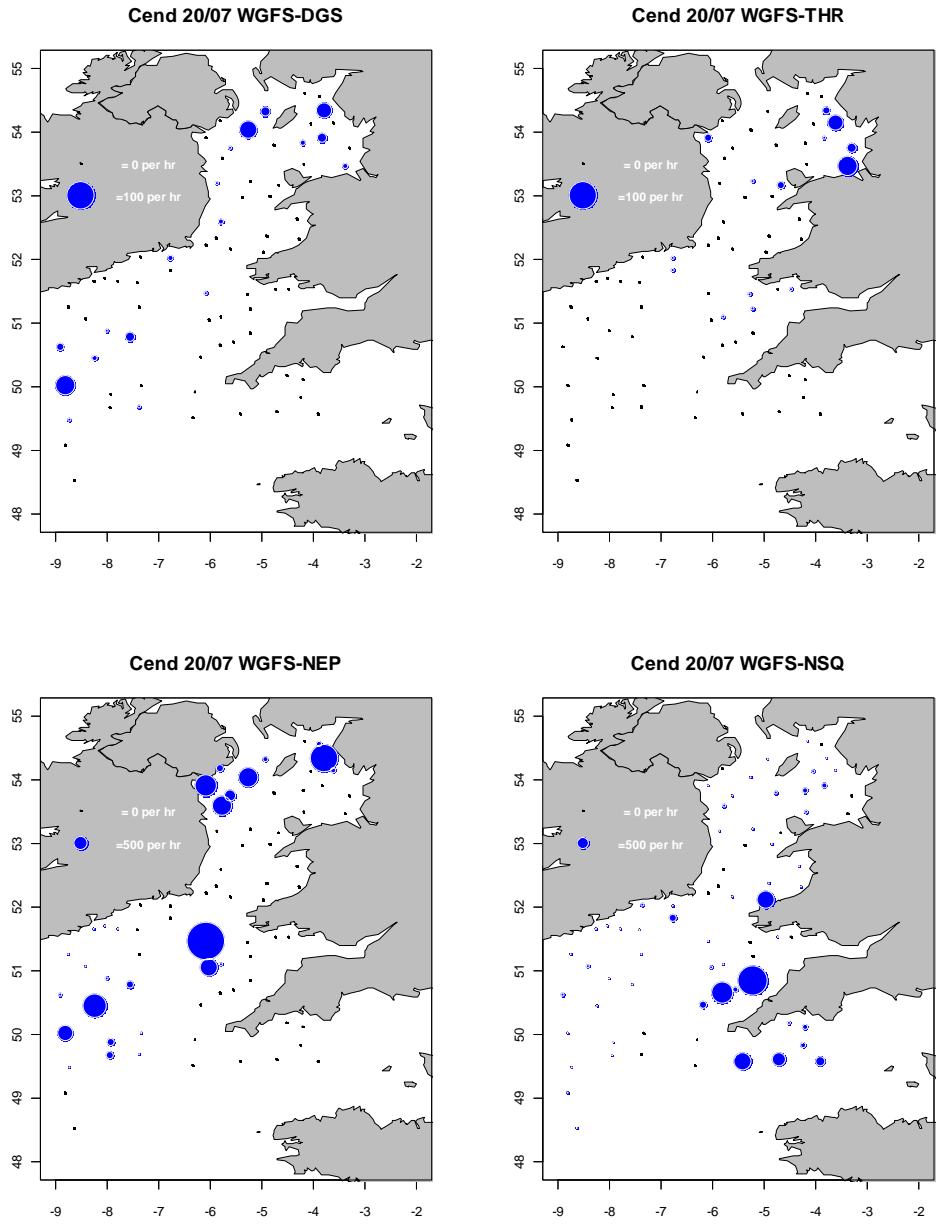 Cend 20/07 WGFS-DGS
55
54
53
52
51
50
49
48
= 0 per hr
=100 per hr
-9 -8 -7 -6 -5 -4 -3 -2
Cend 20/07 WGFS-THR
55
54
53
52
51
50
49
48
= 0 per hr
=100 per hr
-9 -8 -7 -6 -5 -4 -3 -2
Cend 20/07 WGFS-NEP
55
54
53
52
51
50
49
48
= 0 per hr
=500 per hr
-9 -8 -7 -6 -5 -4 -3 -2
Cend 20/07 WGFS-NSQ
55
54
53
52
51
50
49
48
= 0 per hr
=500 per hr
-9 -8 -7 -6 -5 -4 -3 -2